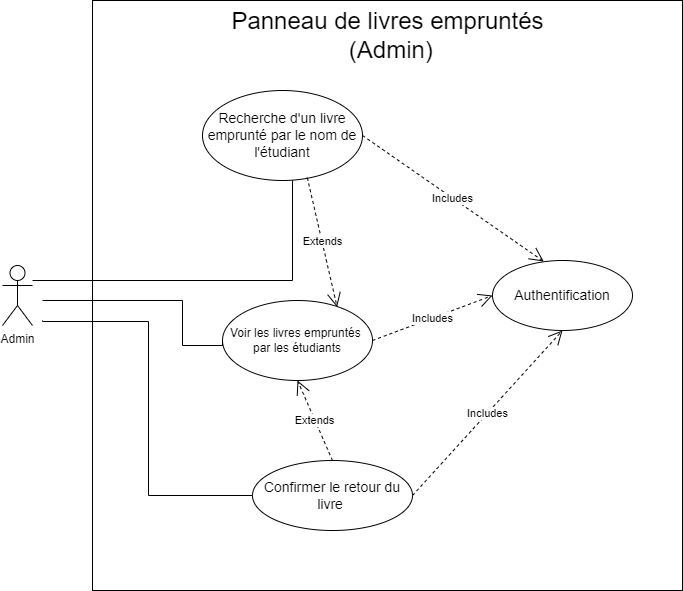 Panneau de livres empruntés
(Admin)
Recherche d'un livre
emprunté par le nom de
l'étudiant
Includes
Extends
Authentification
Admin
Voir les livres empruntés
par les étudiants
Includes
Extends
Includes
Confirmer le retour du
livre